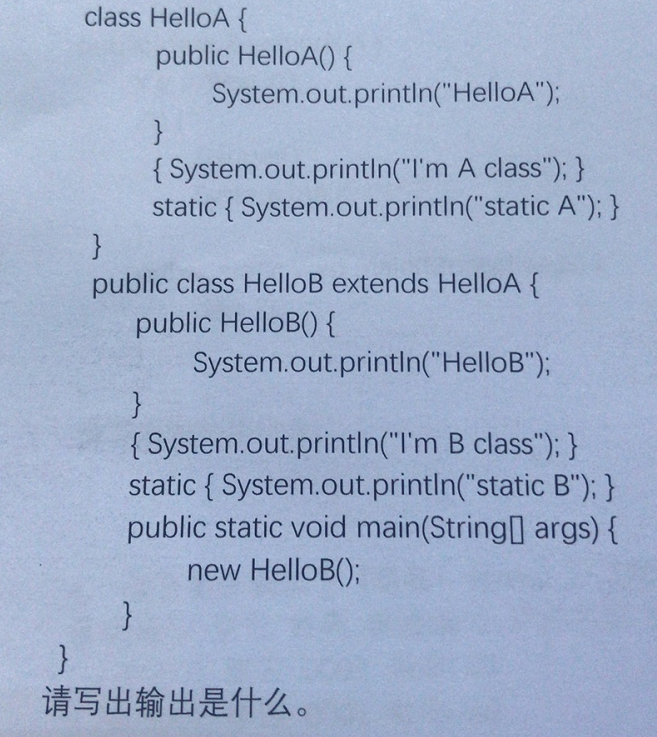 class HelloA {
public HelloA() {
System.out.println("HelloA");
}
{ System.out.println("I'm A class"); }
static { System.out.println("static A"); }
}
public class HelloB extends HelloA {
public HelloB() {
System.out.println("HelloB");
}
{ System.out.println("I'm B class"); }
static { System.out.println("static B"); }
public static void main(String[] args) {
new HelloB();
}
}
请写出输出是什么。